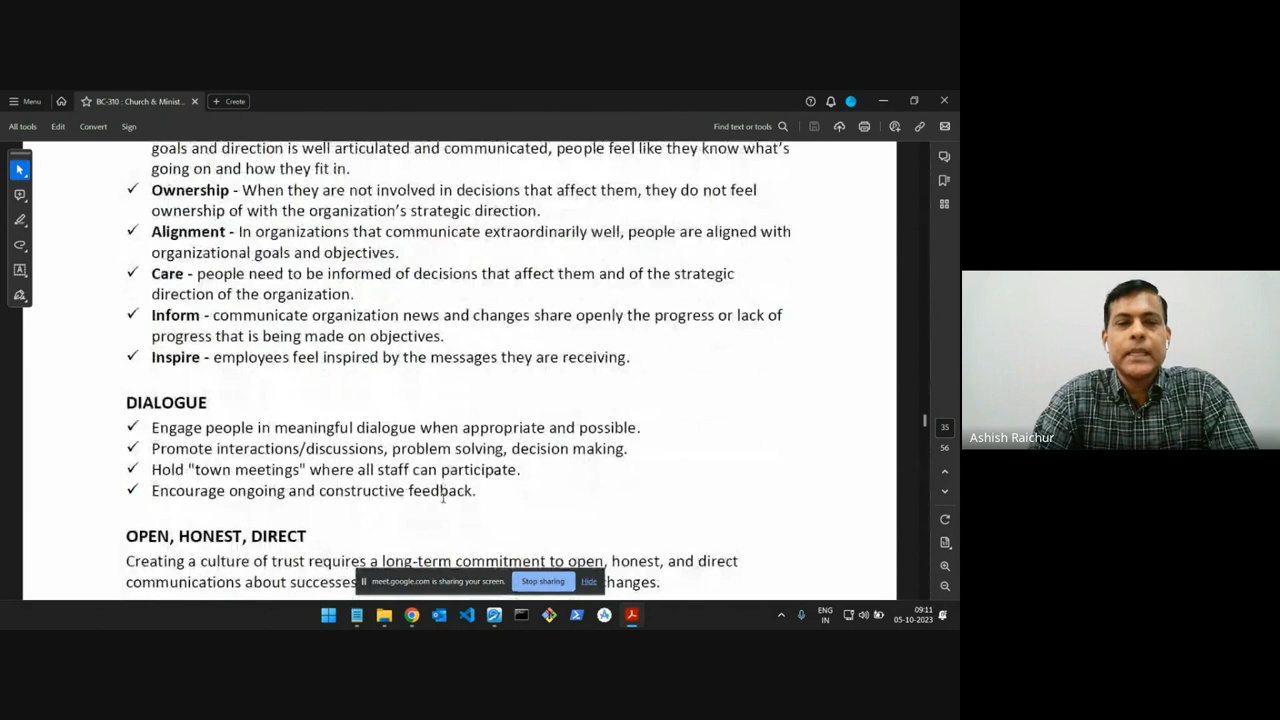 Menu
BC-310 : Church & Minist...
Create
All tools
Edit
Convert
Sign
Find text or tools
goals and direction is well articulated and communicated, people feel like they know what's
going on and how they fit in.
✓ Ownership - When they are not involved in decisions that affect them, they do not feel
ownership of with the organization's strategic direction.
✓ Alignment - In organizations that communicate extraordinarily well, people are aligned with
organizational goals and objectives.
✓ Care - people need to be informed of decisions that affect them and of the strategic
direction of the organization.
✓ Inform - communicate organization news and changes share openly the progress or lack of
progress that is being made on objectives.
✓ Inspire - employees feel inspired by the messages they are receiving.
DIALOGUE
✓ Engage people in meaningful dialogue when appropriate and possible.
✓ Promote interactions/discussions, problem solving, decision making.
✓ Hold "town meetings" where all staff can participate.
✓ Encourage ongoing and constructive feedback.
OPEN, HONEST, DIRECT
Creating a culture of trust requires a long-term commitment to open, honest, and direct
communications about successes changes.
meet.google.com is sharing your screen.
Stop sharing
Hide
35
56
ENG
IN
09:11
05-10-2023
Ashish Raichur